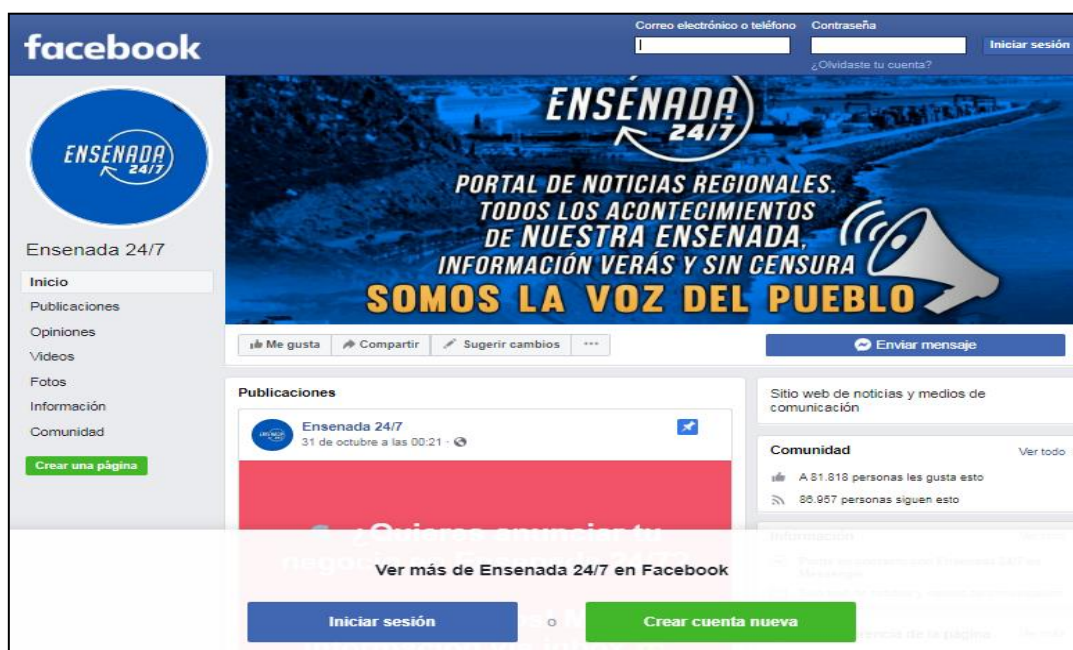 facebook
Correo electrónico o teléfono
Contraseña
Iniciar sesión
¿Olvidaste tu cuenta?
ENSENADA
24/7
Ensenada 24/7
Inicio
Publicaciones
Opiniones
Videos
Fotos
Información
Comunidad
Crear una página
ENSENADA
24/7
PORTAL DE NOTICIAS REGIONALES.
TODOS LOS ACONTECIMIENTOS
DE NUESTRA ENSENADA,
INFORMACIÓN VERÁS Y SIN CENSURA
SOMOS LA VOZ DEL PUEBLO
Me gusta
Compartir
Sugerir cambios
Enviar mensaje
Publicaciones
Ensenada 24/7
31 de octubre a las 00:21
¿Quieres anunciar tu
Sitio web de noticias y medios de
comunicación
Comunidad
Ver todo
A 81.818 personas les gusta esto
86.957 personas siguen esto
Información
Ver más de Ensenada 24/7 en Facebook
Iniciar sesión
o
Crear cuenta nueva